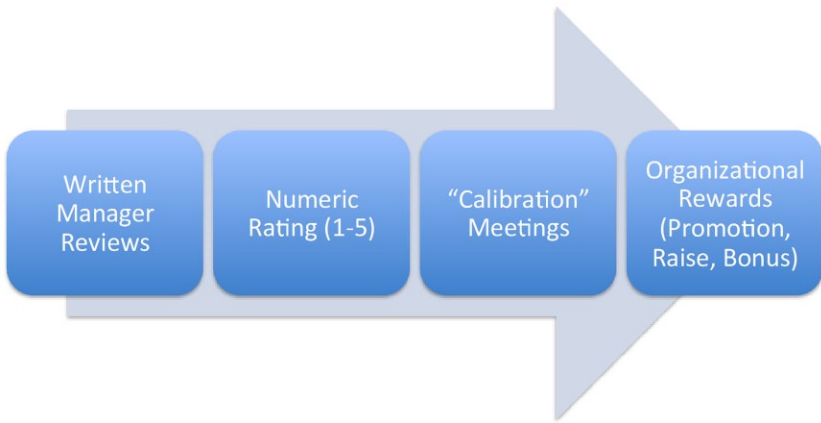 Written
Manager
Reviews
Numeric
Rating (1-5)
“Calibration”
Meetings
Organizational
Rewards
(Promotion,
Raise, Bonus)